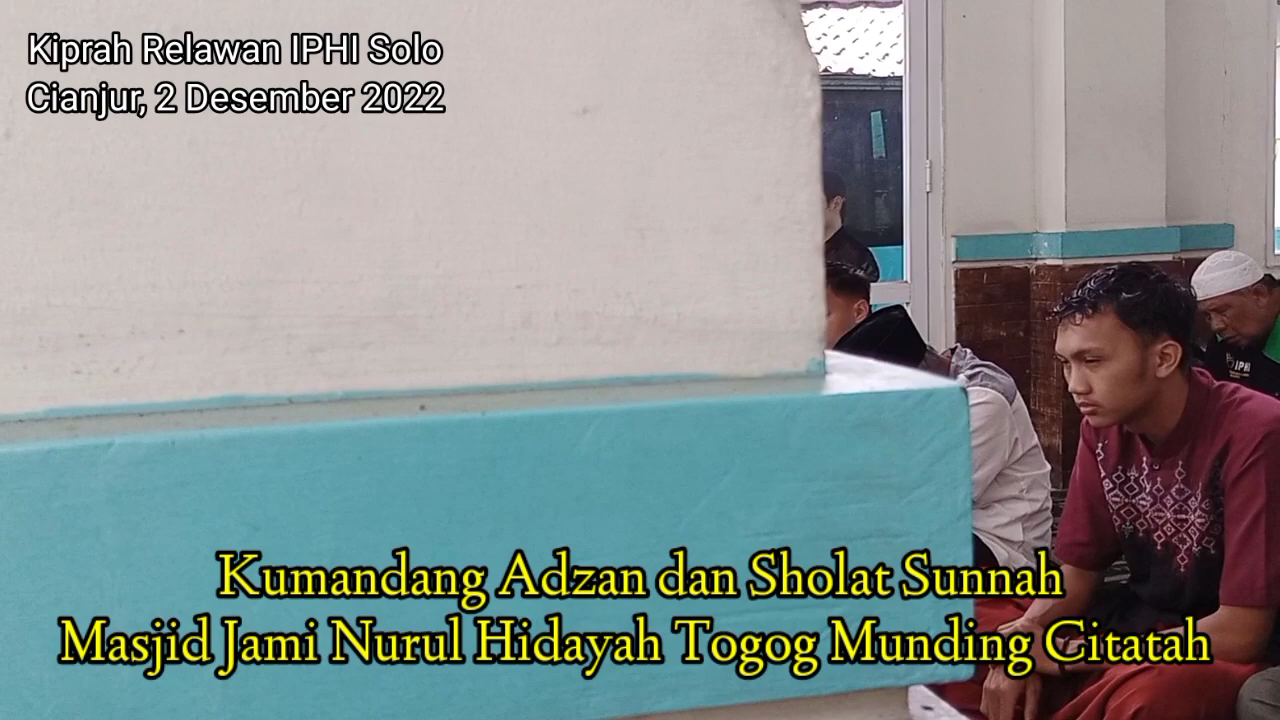 Kiprah Relawan IPHI Solo
Cianjur, 2 Desember 2022
IPHI
Kumandang Adzan dan Sholat Sunnah
Masjid Jami Nurul Hidayah Togog Munding Citatah